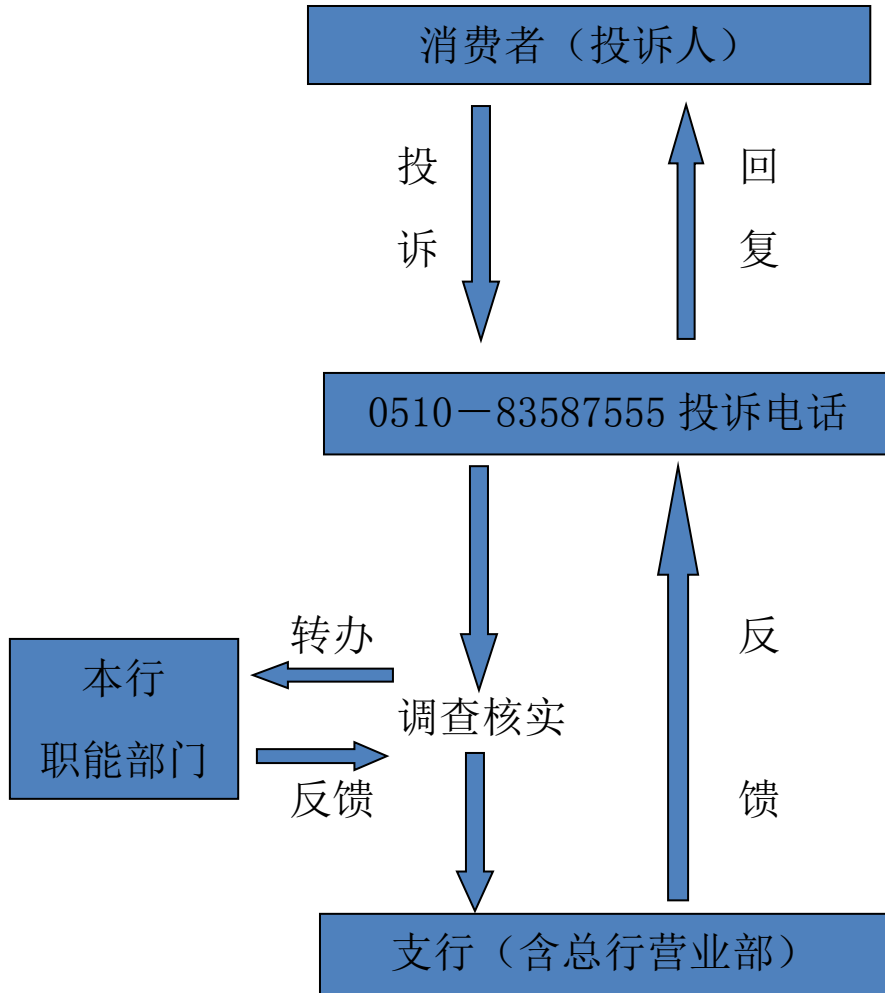 消费者（投诉人）
投诉
回复
0510－83587555 投诉电话
转办
本行
职能部门
反馈
调查核实
反馈
支行（含总行营业部）